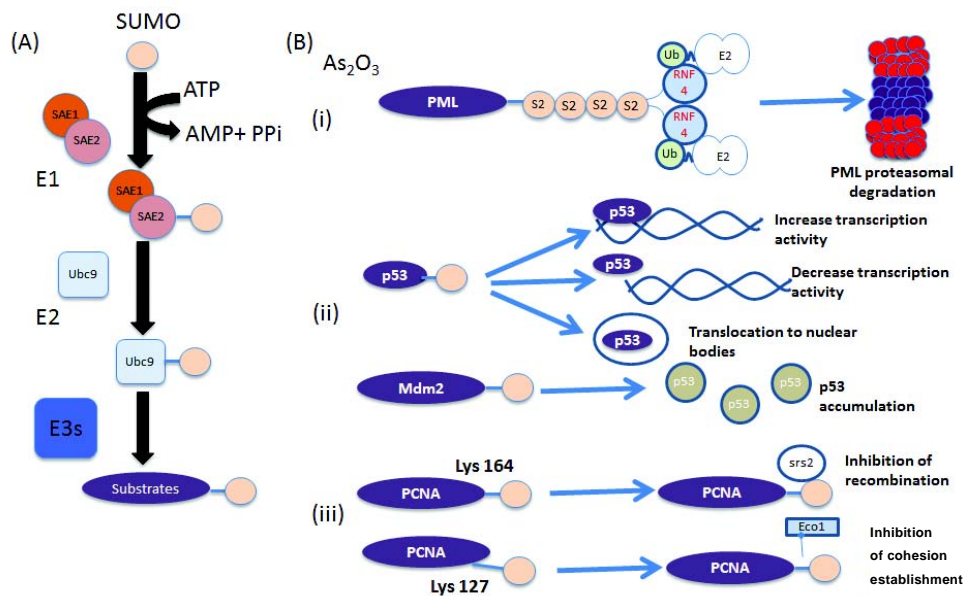 (A)
SUMO
ATP
AMP+ PPi
SAE1
SAE2
E1
SAE1
SAE2
Ubc9
E2
Ubc9
E3s
Substrates
(B)
As₂O₃
(i)
PML
S2
S2
S2
S2
Ub
RNF
4
E2
RNF
4
Ub
E2
PML proteasomal
degradation
(ii)
p53
p53
Increase transcription
activity
p53
Decrease transcription
activity
p53
Translocation to nuclear
bodies
Mdm2
p53
p53
p53
p53
accumulation
(iii)
Lys 164
PCNA
PCNA
srs2
Inhibition of
recombination
PCNA
Lys 127
PCNA
Eco1
Inhibition
of cohesion
establishment